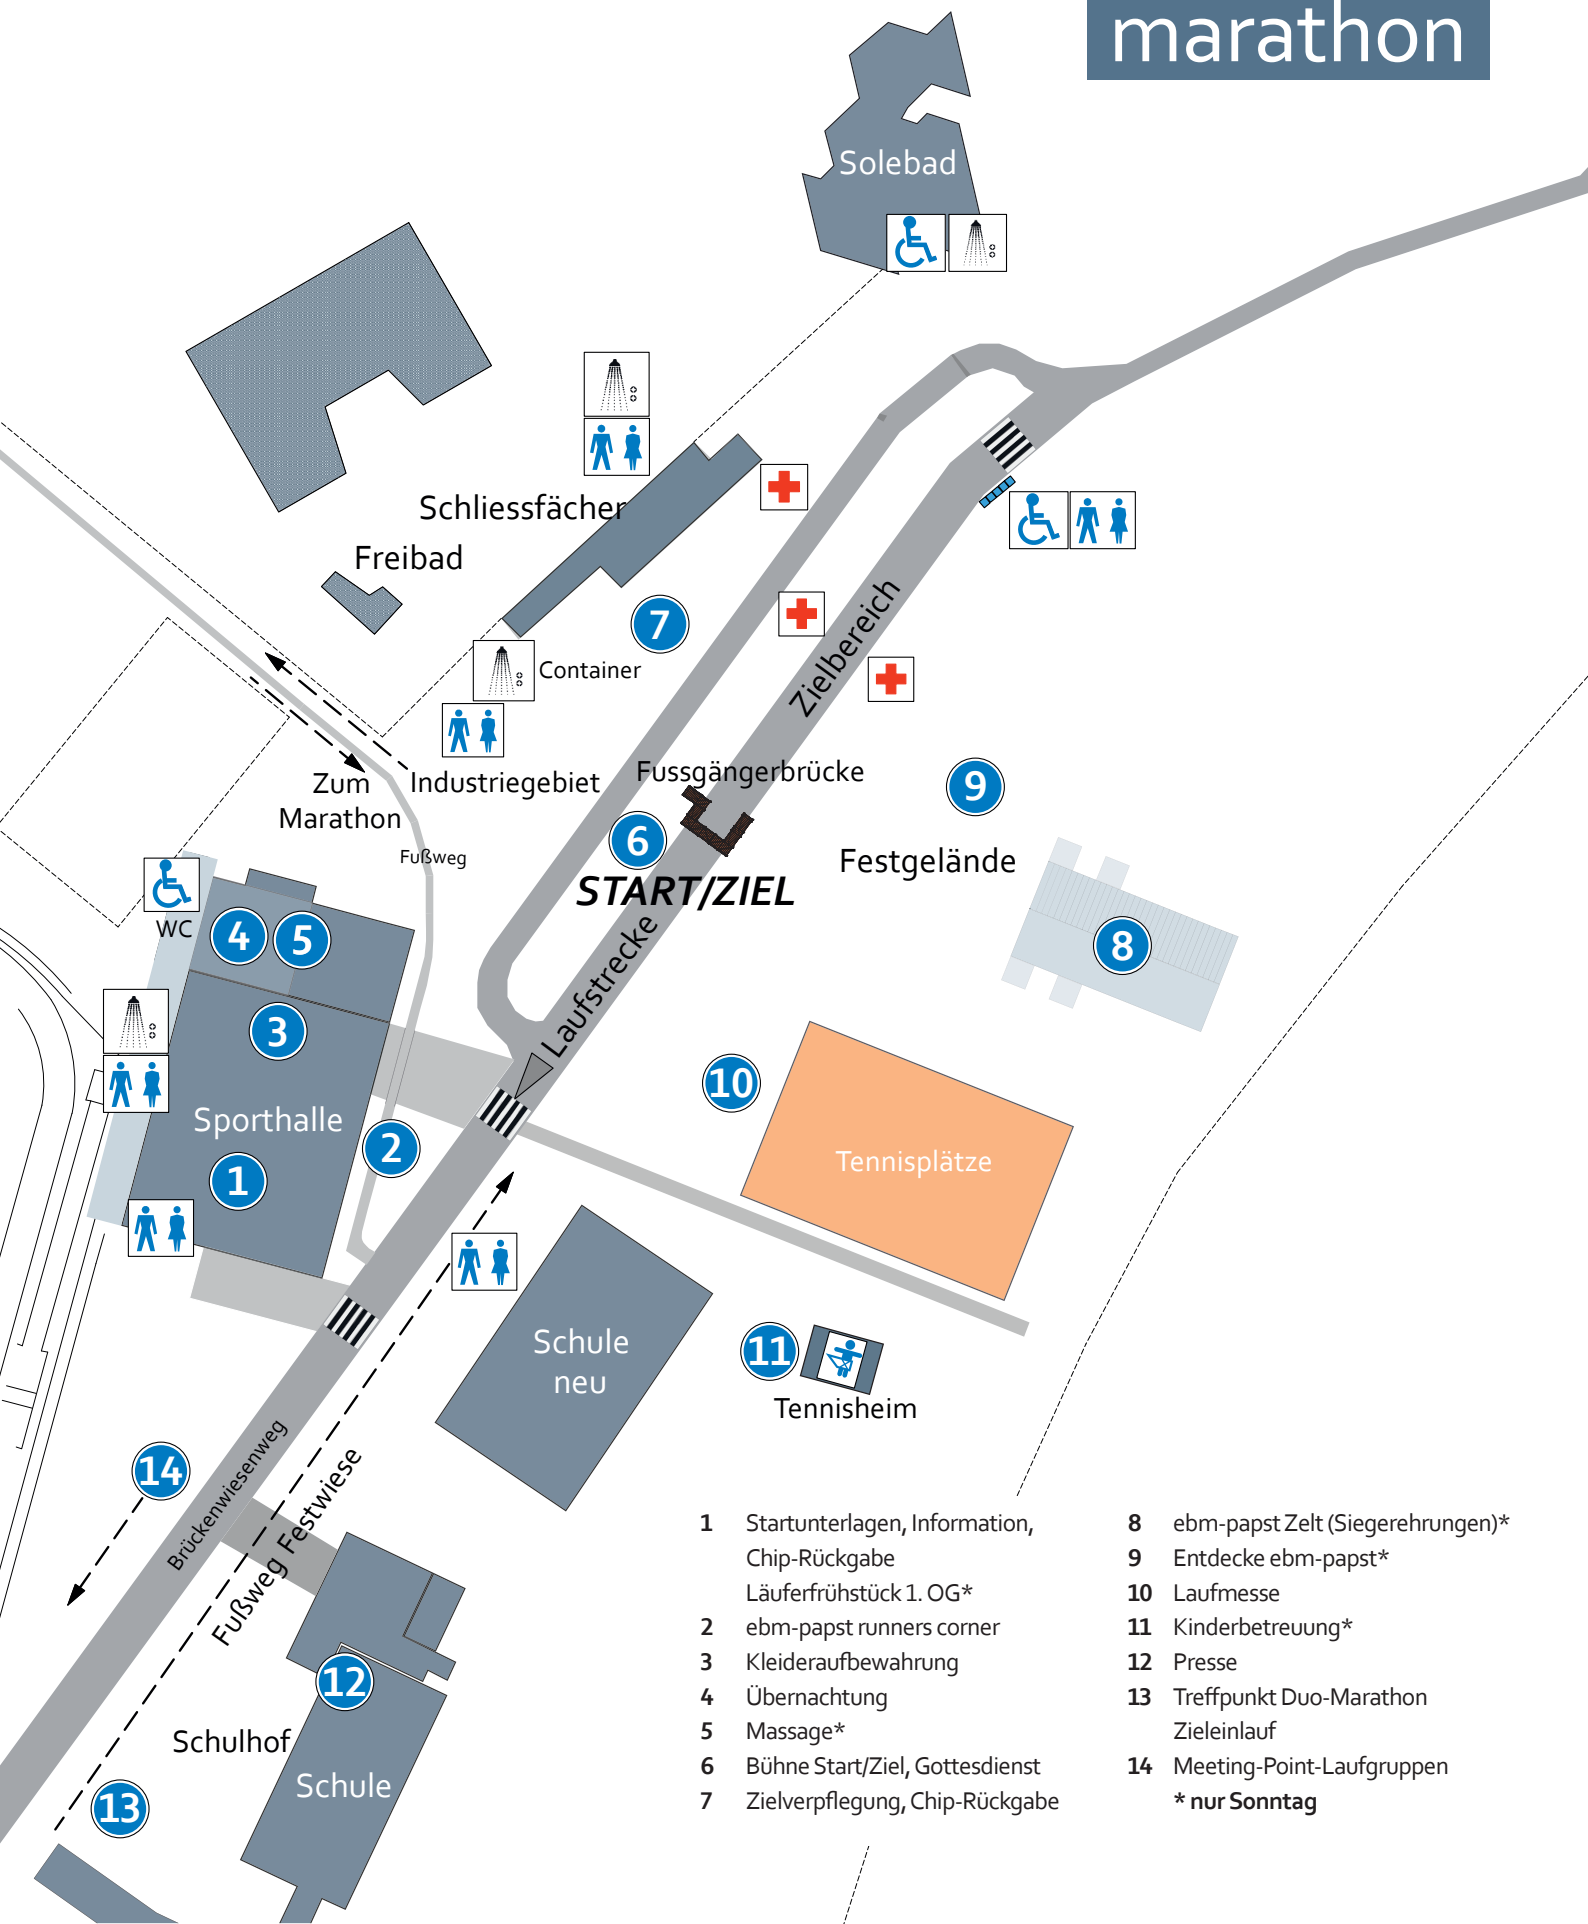 marathon
Solebad
Schliessfächer
Freibad
7
Container
Zielbereich
Zum
Marathon
Industriegebiet
Fussgängerbrücke
9
6
Fußweg
Festgelände
START/ZIEL
WC
4
5
8
Laufstrecke
3
10
Sporthalle
2
Tennisplätze
1
Schule
neu
11
Tennisheim
14
Brückenwiesenweg
Fußweg Festwiese
12
Schulhof
Schule
13
1 Startunterlagen, Information,
Chip-Rückgabe
Läuferfrühstück 1. OG*
2 ebm-papst runners corner
3 Kleideraufbewahrung
4 Übernachtung
5 Massage*
6 Bühne Start/Ziel, Gottesdienst
7 Zielverpflegung, Chip-Rückgabe
8 ebm-papst Zelt (Siegerehrungen)*
9 Entdecke ebm-papst*
10 Laufmesse
11 Kinderbetreuung*
12 Presse
13 Treffpunkt Duo-Marathon
Zieleinlauf
14 Meeting-Point-Laufgruppen
* nur Sonntag